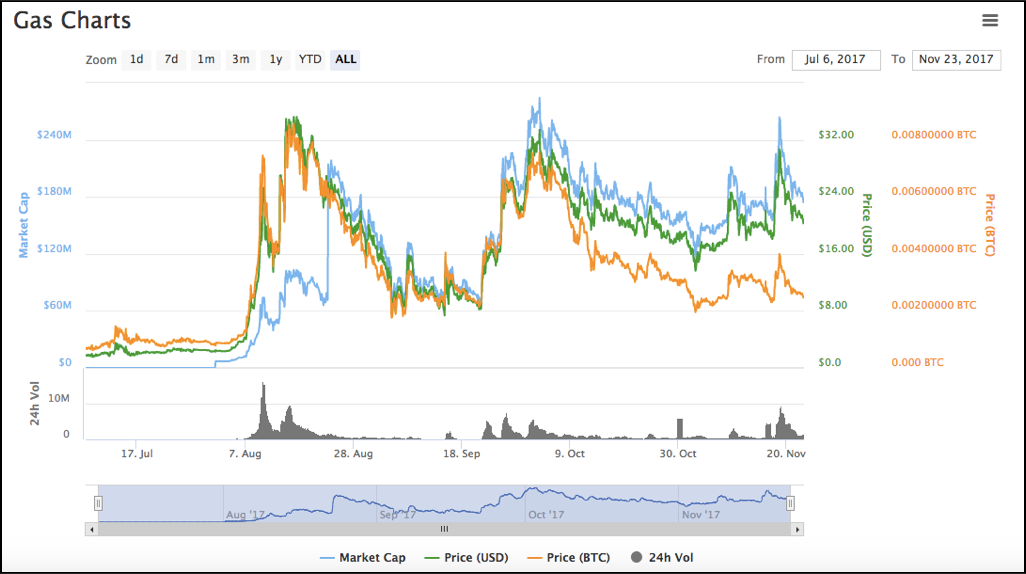 Gas Charts
Zoom 1d 7d 1m 3m 1y YTD ALL From Jul 6, 2017 To Nov 23, 2017
$240M $32.00 0.00800000 BTC
$180M $24.00 0.00600000 BTC
Market Cap Price (USD) Price (BTC)
$120M $16.00 0.00400000 BTC
$60M $8.00 0.00200000 BTC
$0 $0.0 0.000 BTC
24h Vol
10M
0
17. Jul 7. Aug 28. Aug 18. Sep 9. Oct 30. Oct 20. Nov
Aug '17 Sep '17 Oct '17 Nov '17
Market Cap Price (USD) Price (BTC) 24h Vol